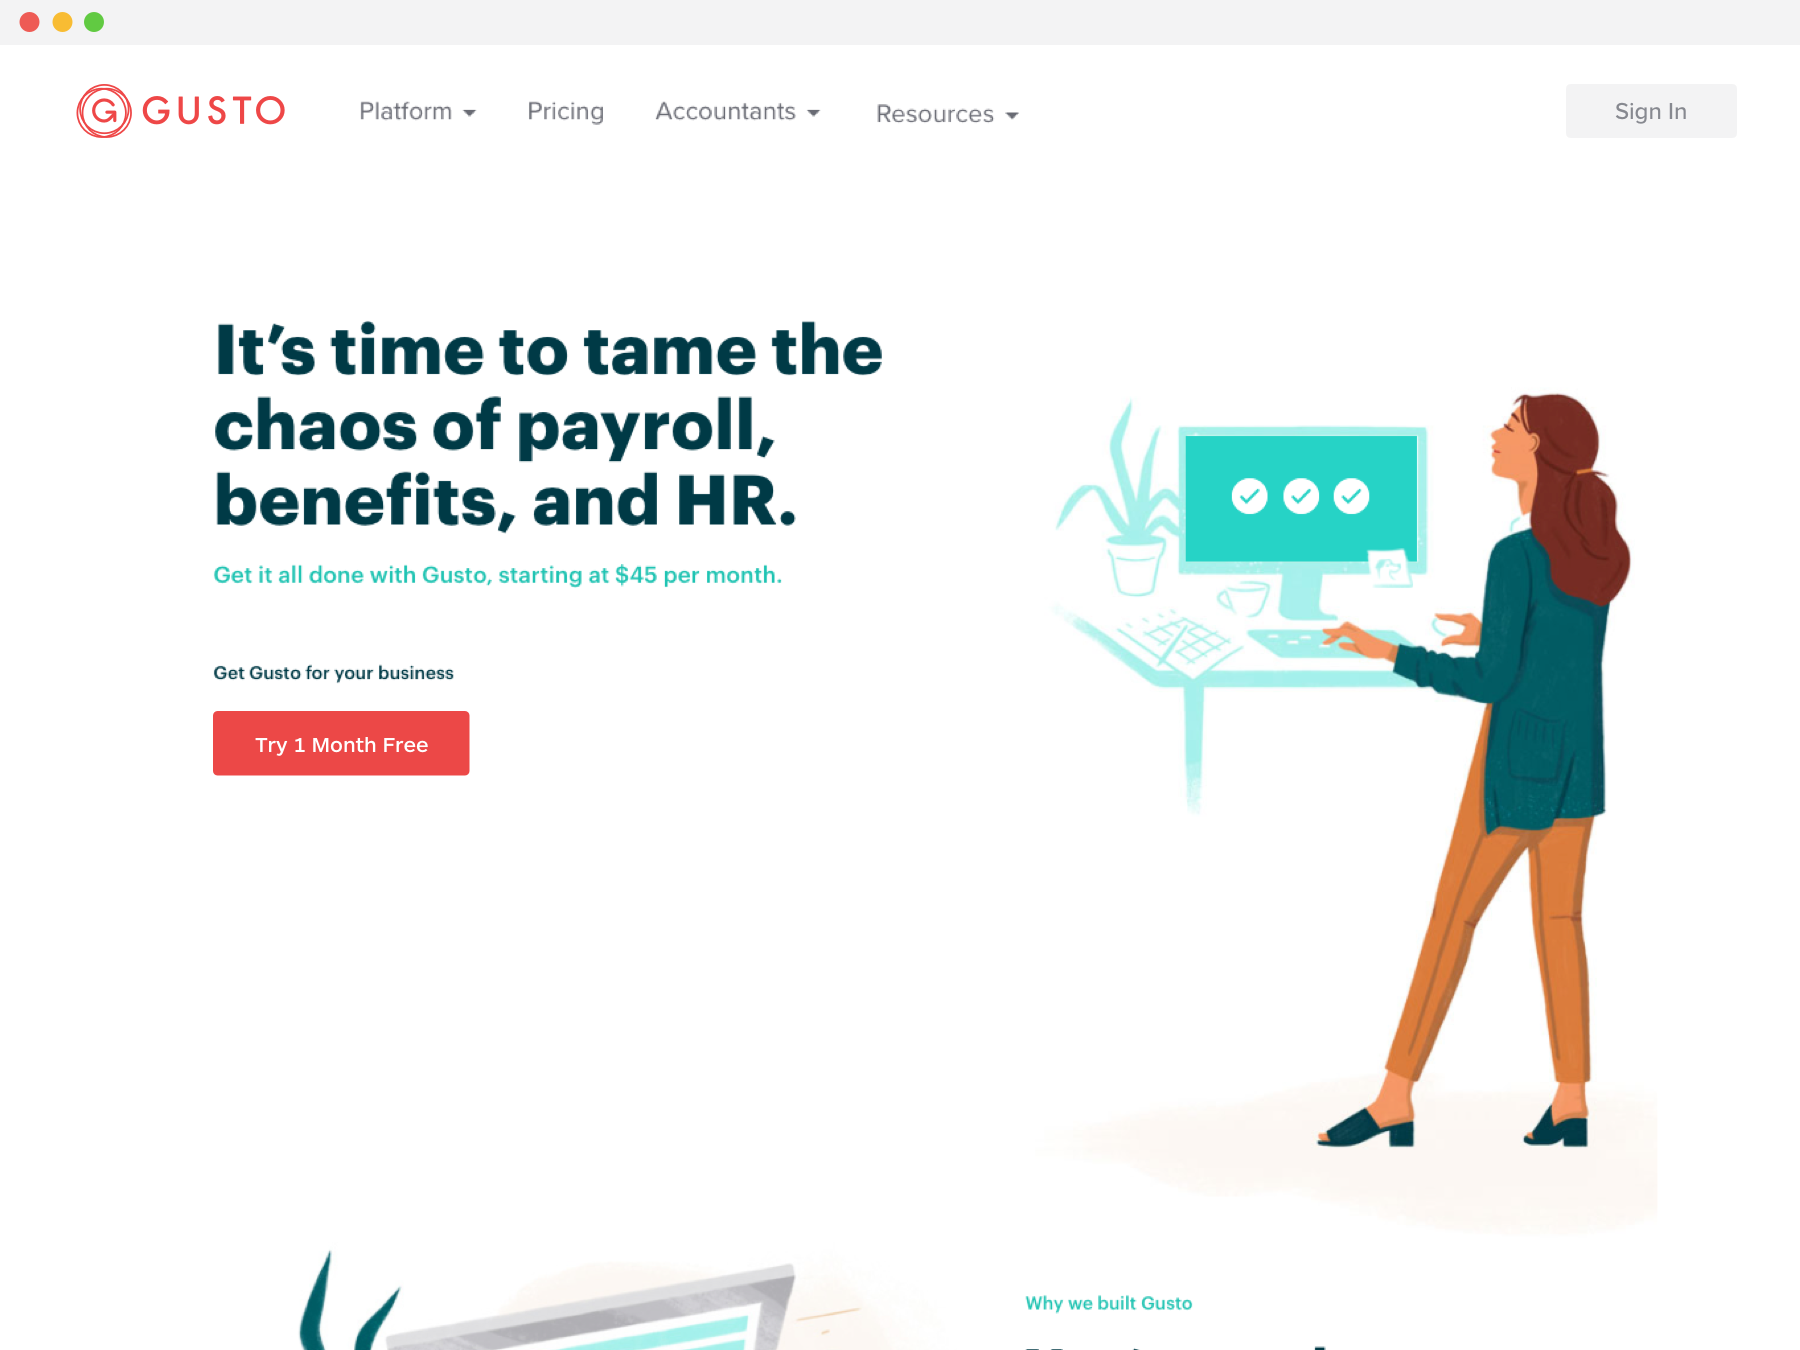 GUSTO
Platform
Pricing
Accountants
Resources
Sign In
It’s time to tame the
chaos of payroll,
benefits, and HR.
Get it all done with Gusto, starting at $45 per month.
Get Gusto for your business
Try 1 Month Free
Why we built Gusto